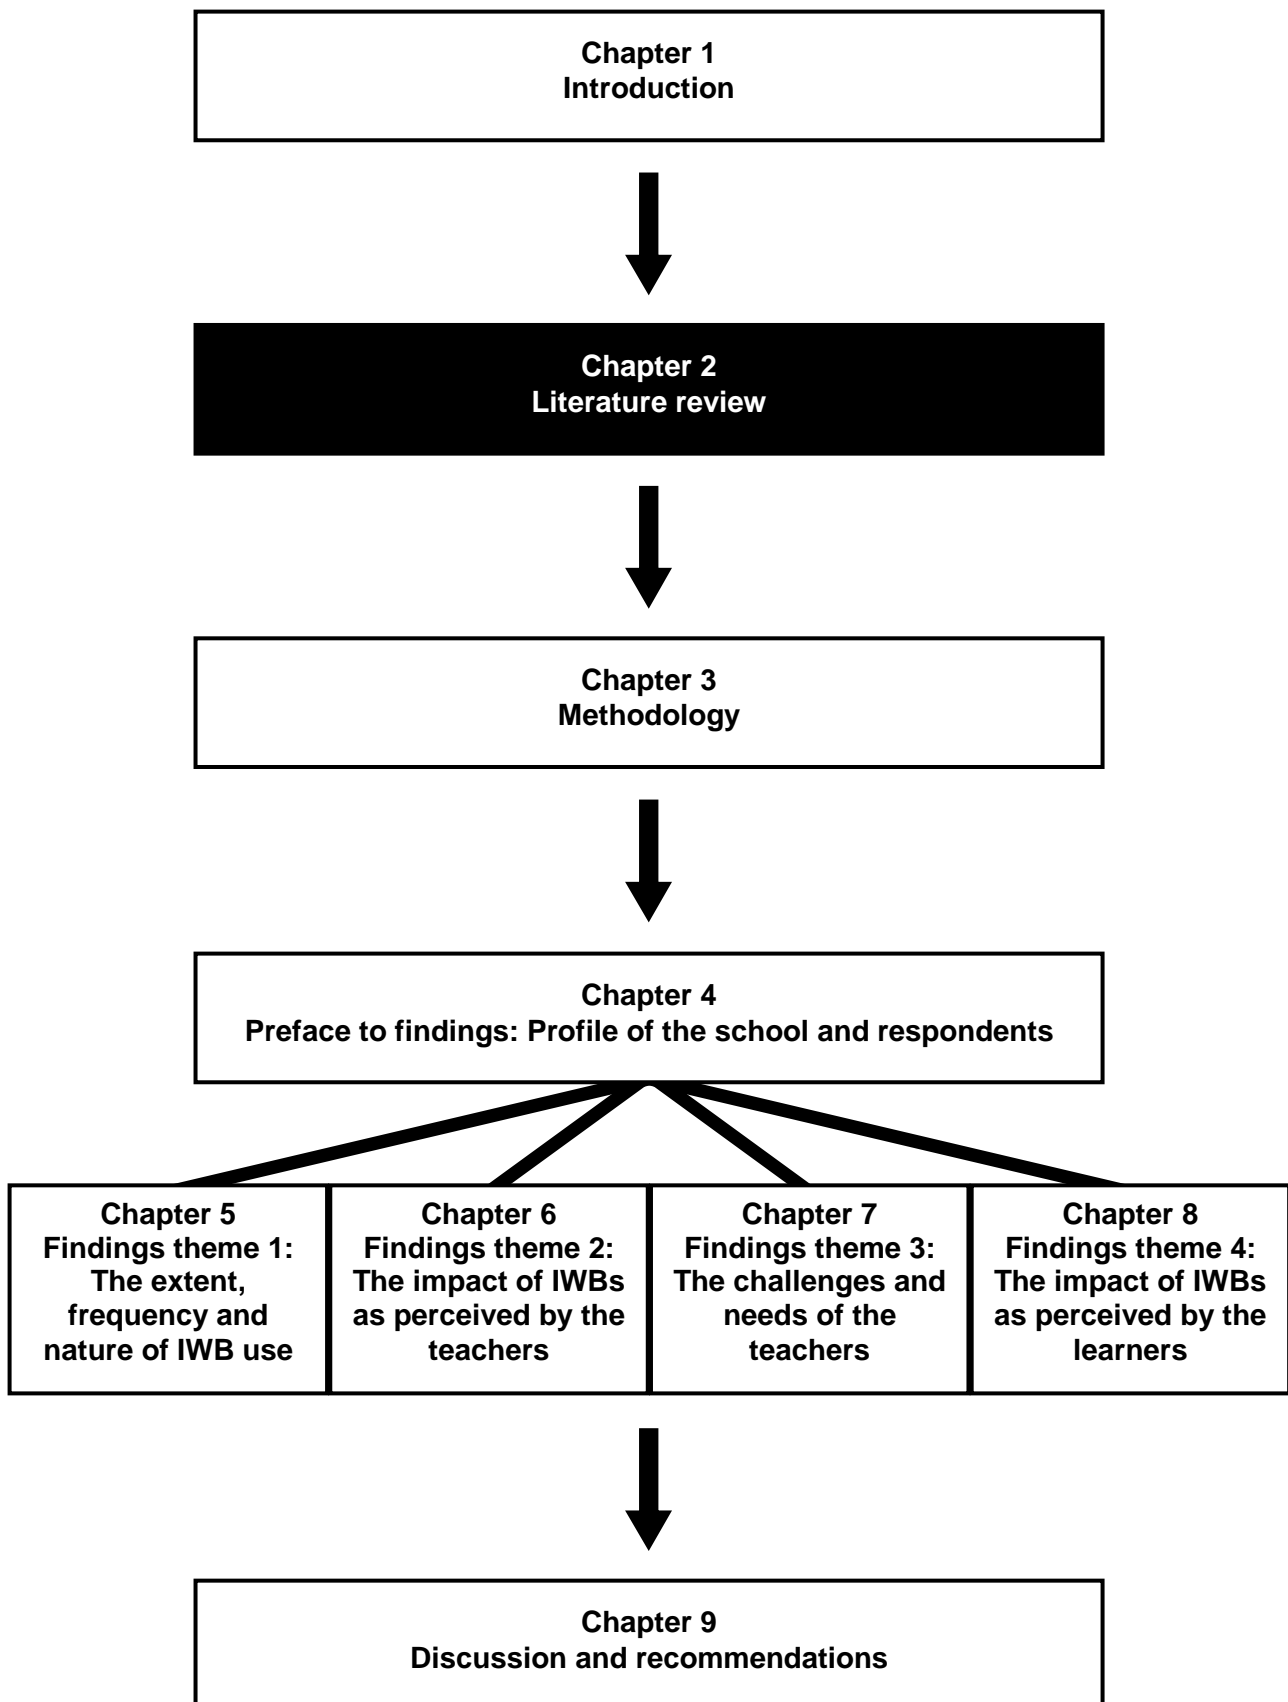 Chapter 1
Introduction
Chapter 2
Literature review
Chapter 3
Methodology
Chapter 4
Preface to findings: Profile of the school and respondents
Chapter 5
Findings theme 1:
The extent,
frequency and
nature of IWB use
Chapter 6
Findings theme 2:
The impact of IWBs
as perceived by the
teachers
Chapter 7
Findings theme 3:
The challenges and
needs of the
teachers
Chapter 8
Findings theme 4:
The impact of IWBs
as perceived by the
learners
Chapter 9
Discussion and recommendations